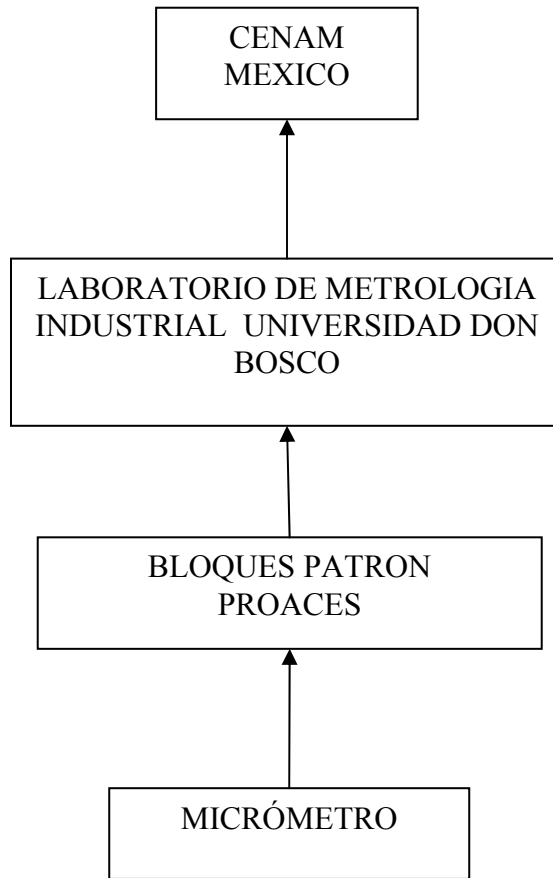 CENAM
MEXICO
LABORATORIO DE METROLOGIA
INDUSTRIAL UNIVERSIDAD DON
BOSCO
BLOQUES PATRON
PROACES
MICRÓMETRO